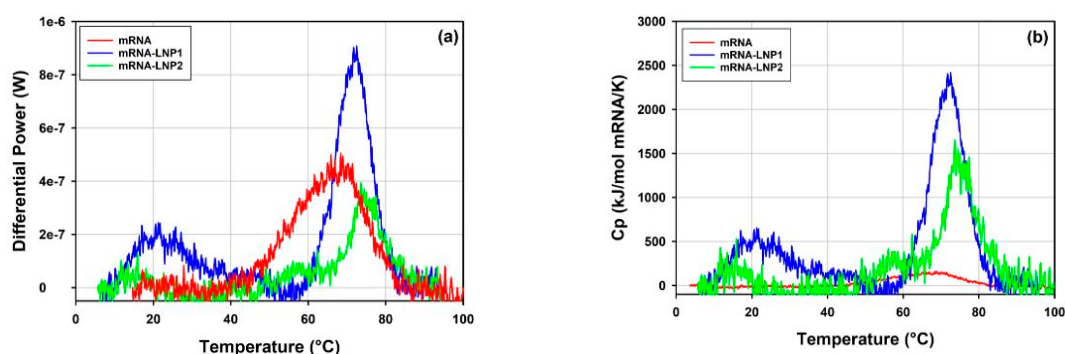 (a)
mRNA
mRNA-LNP1
mRNA-LNP2
Differential Power (W)
1e-6
8e-7
6e-7
4e-7
2e-7
0
0 20 40 60 80 100
Temperature (°C)
(b)
mRNA
mRNA-LNP1
mRNA-LNP2
Cp (kJ/mol mRNA/K)
3000
2500
2000
1500
1000
500
0
0 20 40 60 80 100
Temperature (°C)